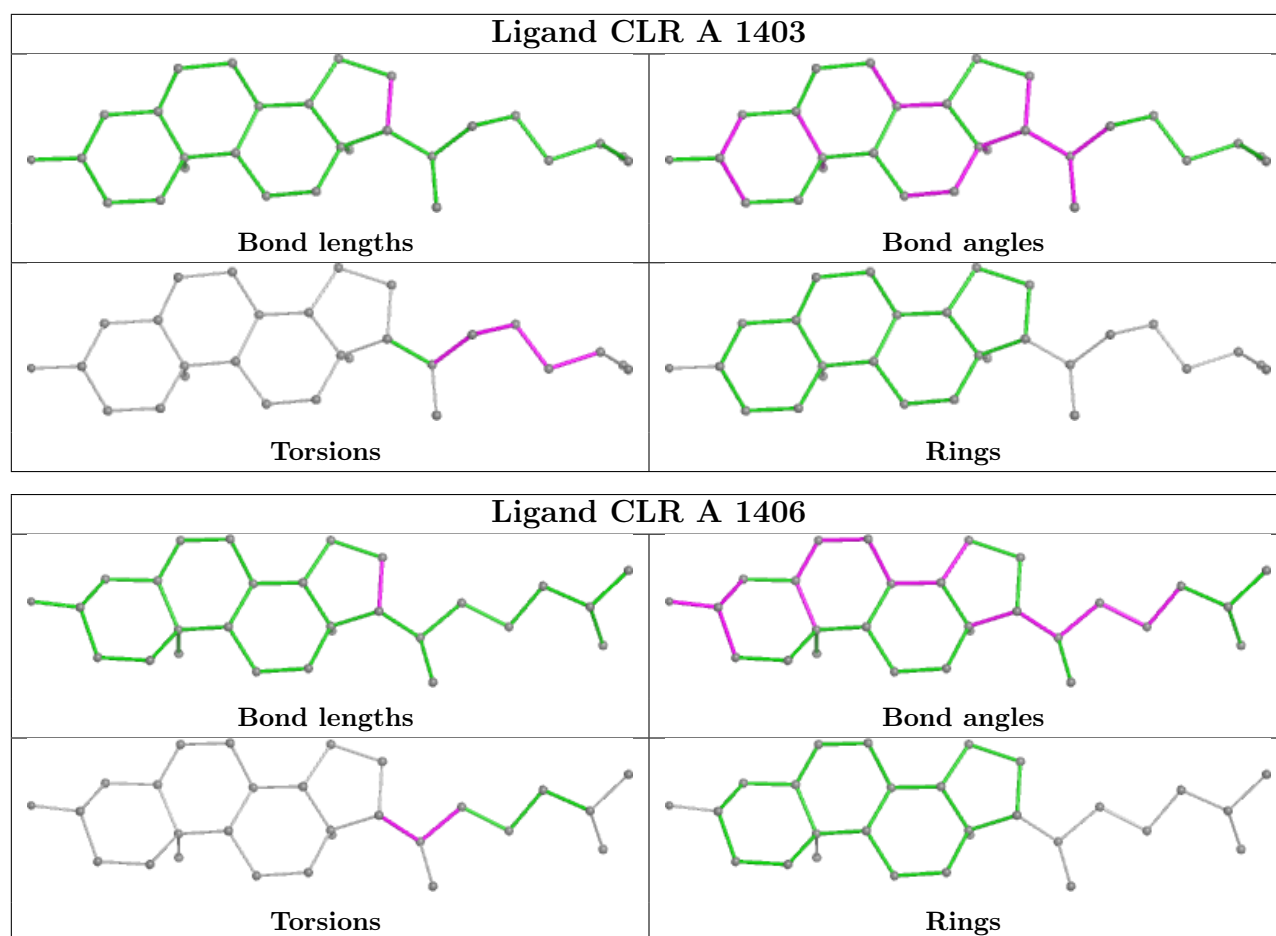 Ligand CLR A 1403
Bond lengths
Bond angles
Torsions
Rings
Ligand CLR A 1406
Bond lengths
Bond angles
Torsions
Rings